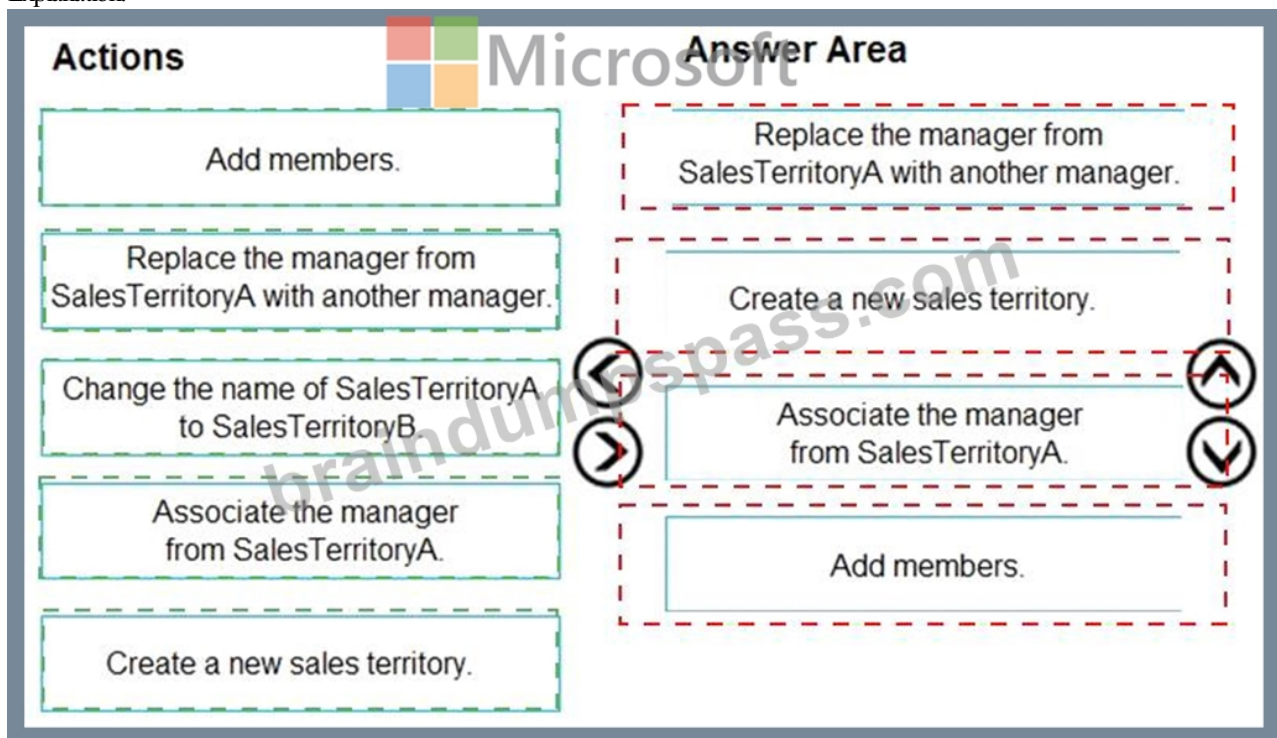 Actions
Microsoft
Answer Area
Add members.
Replace the manager from
SalesTerritoryA with another manager.
Change the name of SalesTerritoryA
to SalesTerritoryB
Associate the manager
from SalesTerritoryA.
Create a new sales territory.
Replace the manager from
SalesTerritoryA with another manager.
Create a new sales territory.
Associate the manager
from SalesTerritoryA.
Add members.
braindumpspass.com